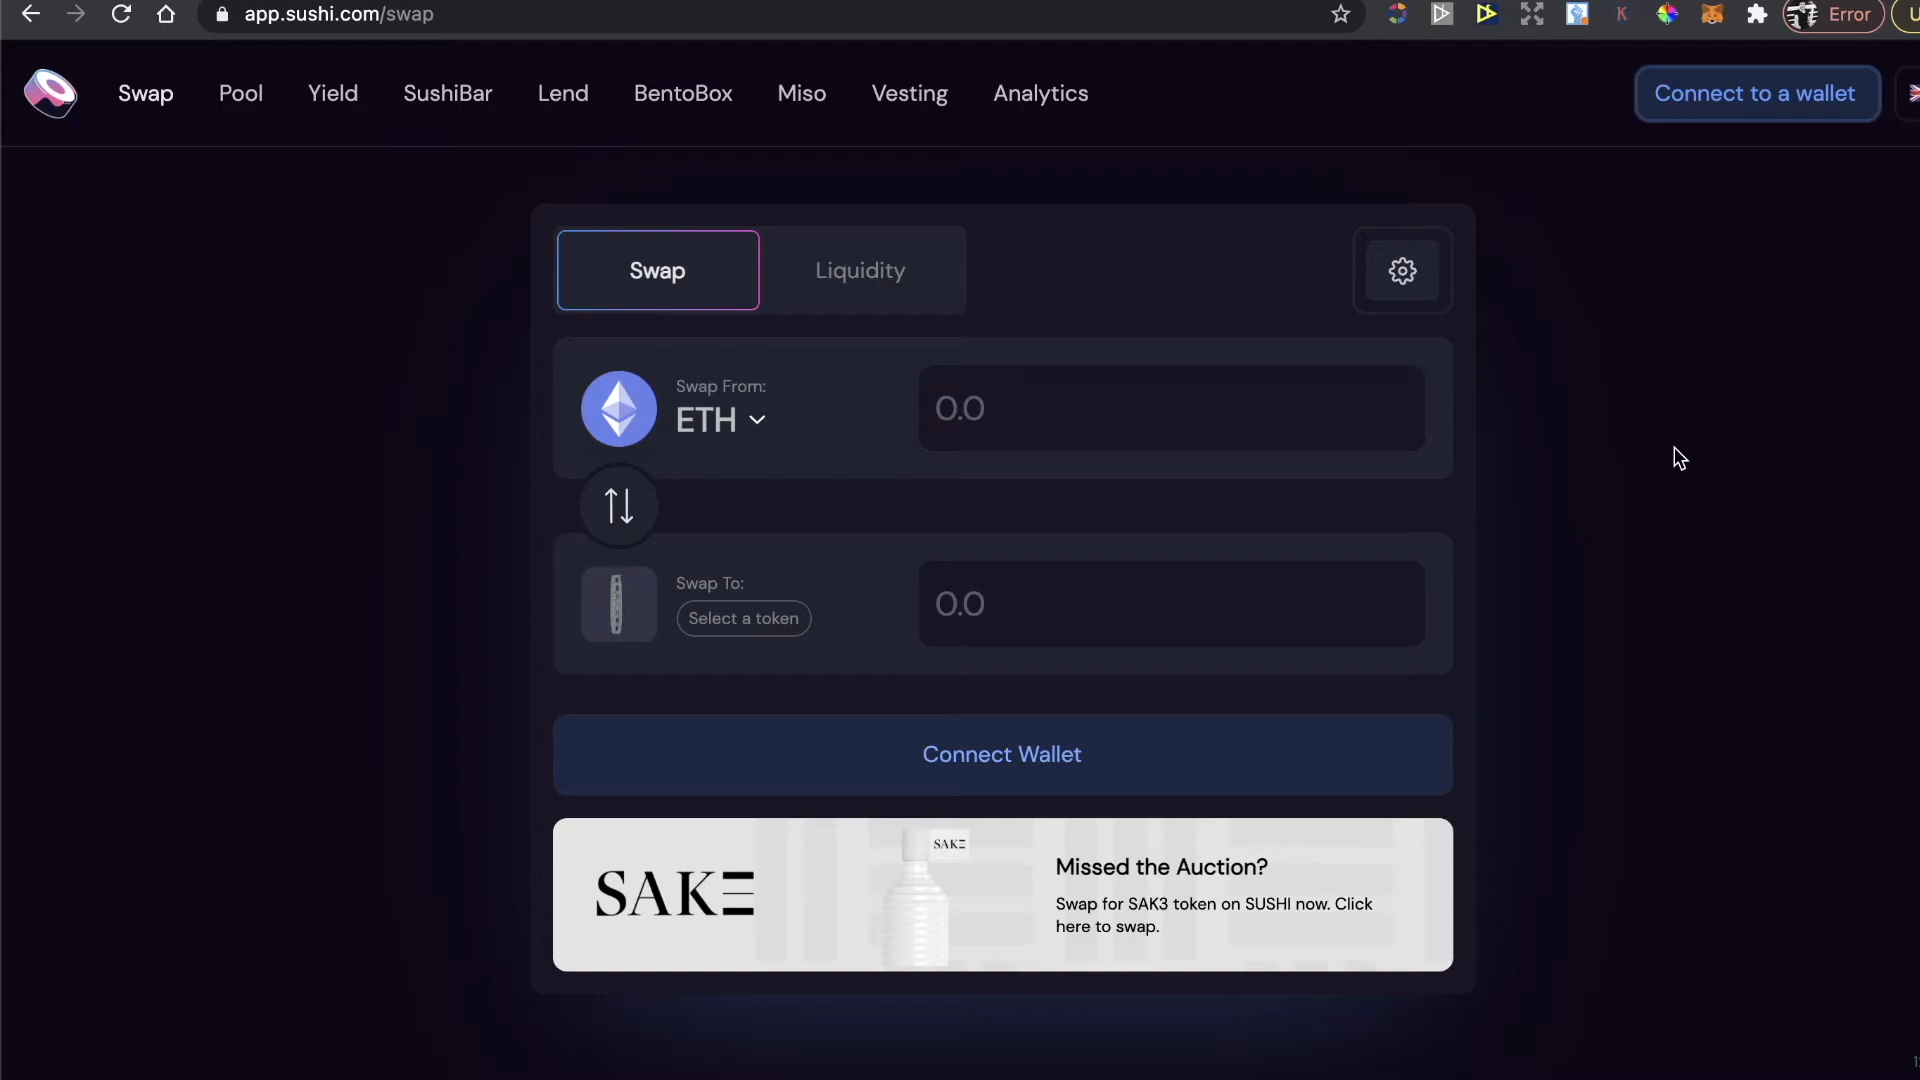 app.sushi.com/swap
Error
Swap
Pool
Yield
SushiBar
Lend
BentoBox
Miso
Vesting
Analytics
Connect to a wallet
Swap
Liquidity
Swap From:
ETH
0.0
Swap To:
Select a token
0.0
Connect Wallet
SAKE
SAKE
Missed the Auction?
Swap for SAK3 token on SUSHI now. Click
here to swap.